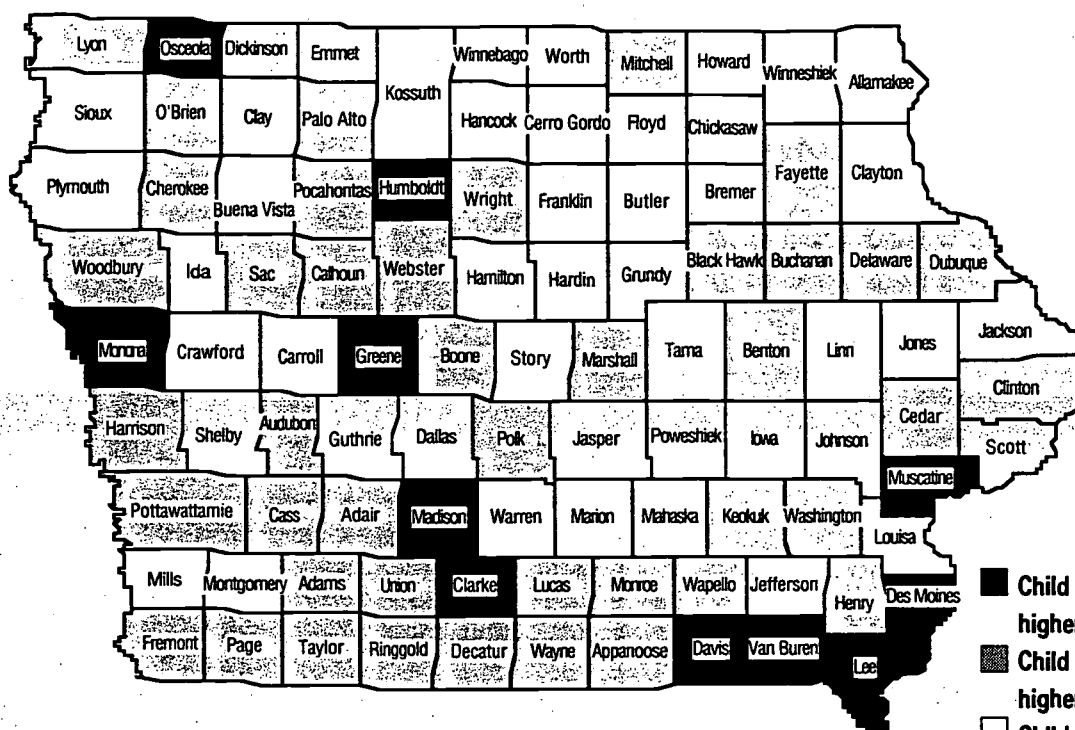 Lyon Osceola Dickinson Emmet Winnebago Worth Mitchell Howard Winneshiek Allamakee
Kossuth
Sioux O'Brien Clay Palo Alto Hancock Cerro Gordo Floyd Chickasaw
Plymouth Cherokee Buena Vista Pocahontas Humboldt Wright Franklin Butler Bremer Fayette Clayton
Woodbury Ida Sac Calhoun Webster Hamilton Hardin Grundy Black Hawk Buchanan Delaware Dubuque
Monona Crawford Carroll Greene Boone Story Marshall Tama Benton Linn Jones Jackson
Clinton
Harrison Shelby Audubon Guthrie Dallas Polk Jasper Poweshiek Iowa Johnson Cedar Scott
Muscatine
Pottawattamie Cass Adair Madison Warren Marion Mahaska Keokuk Washington Louisa
Mills Montgomery Adams Union Clarke Lucas Monroe Wapello Jefferson Henry Des Moines
Fremont Page Taylor Ringgold Decatur Wayne Appanoose Davis Van Buren Lee
Child
higher
Child
higher
Child